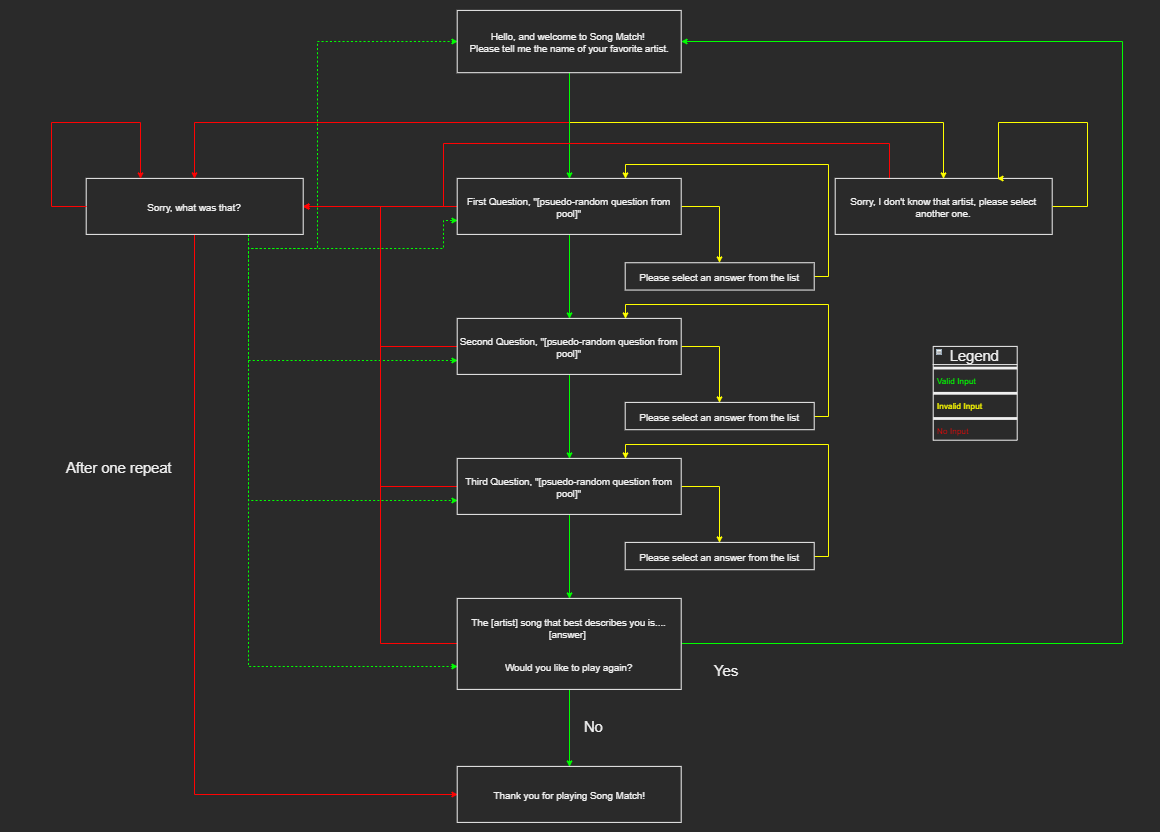 Hello, and welcome to Song Match!
Please tell me the name of your favorite artist.
Sorry, what was that?
First Question, "[psuedo-random question from
pool]"
Sorry, I don't know that artist, please select
another one.
Please select an answer from the list
Second Question, "[psuedo-random question from
pool]"
Legend
Valid Input
Invalid Input
No Input
Please select an answer from the list
After one repeat
Third Question, "[psuedo-random question from
pool]"
Please select an answer from the list
The [artist] song that best describes you is....
[answer]
Would you like to play again?
Yes
No
Thank you for playing Song Match!